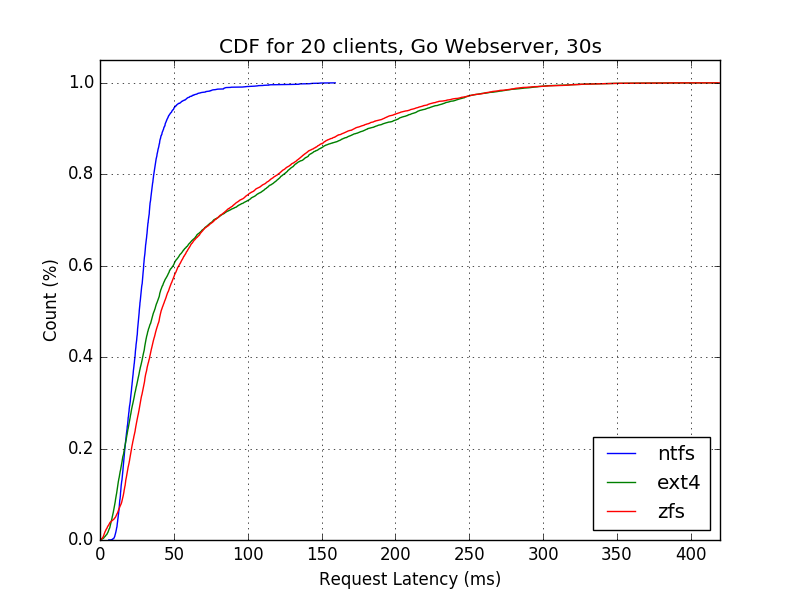 CDF for 20 clients, Go Webserver, 30s
Count (%)
1.0
0.8
0.6
0.4
0.2
0.0
0 50 100 150 200 250 300 350 400
Request Latency (ms)
ntfs
ext4
zfs